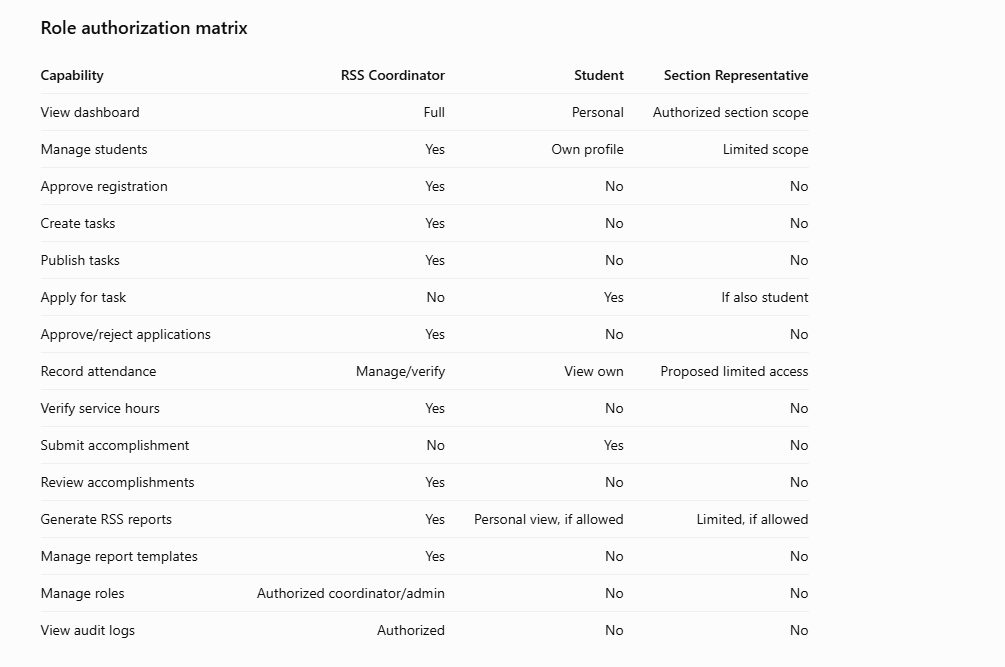 Role authorization matrix
Capability RSS Coordinator Student Section Representative
View dashboard Full Personal Authorized section scope
Manage students Yes Own profile Limited scope
Approve registration Yes No No
Create tasks Yes No No
Publish tasks Yes No No
Apply for task No Yes If also student
Approve/reject applications Yes No No
Record attendance Manage/verify View own Proposed limited access
Verify service hours Yes No No
Submit accomplishment No Yes No
Review accomplishments Yes No No
Generate RSS reports Yes Personal view, if allowed Limited, if allowed
Manage report templates Yes No No
Manage roles Authorized coordinator/admin No No
View audit logs Authorized No No